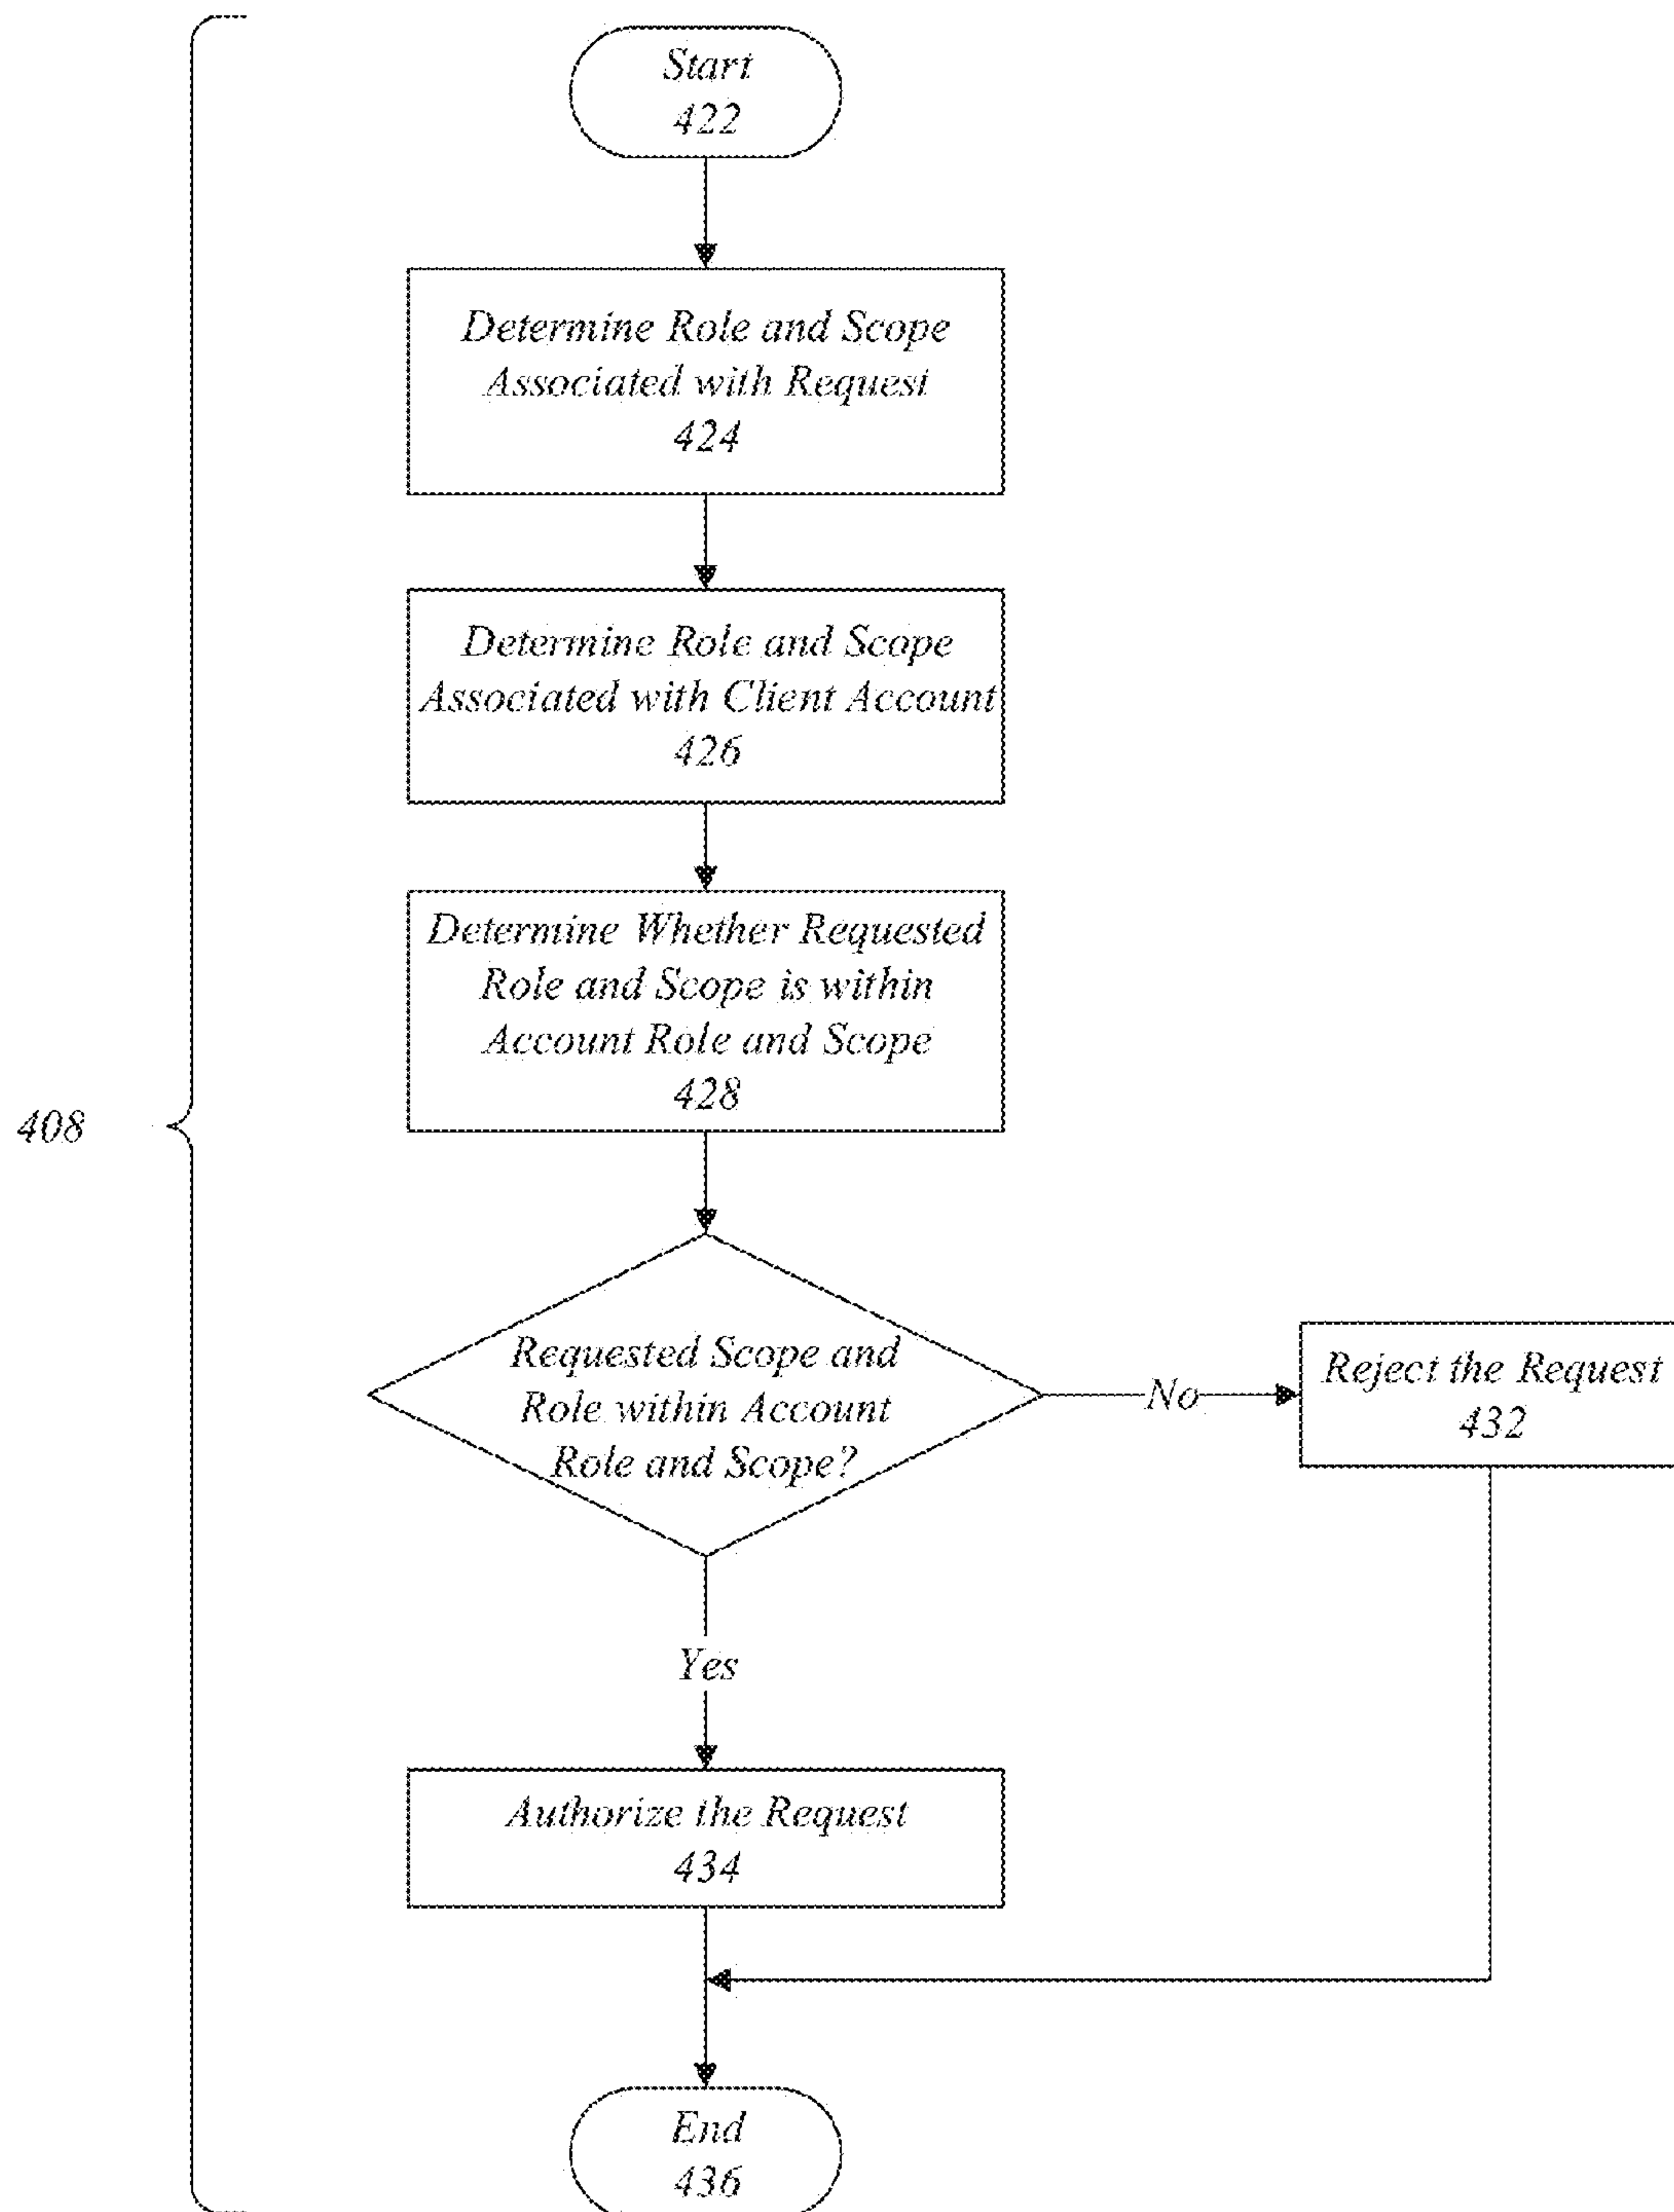 Start
422
Determine Role and Scope
Associated with Request
424
Determine Role and Scope
Associated with Client Account
426
Determine Whether Requested
Role and Scope is within
Account Role and Scope
428
408
Requested Scope and
Role within Account
Role and Scope?
No
Reject the Request
432
Yes
Authorize the Request
434
End
436